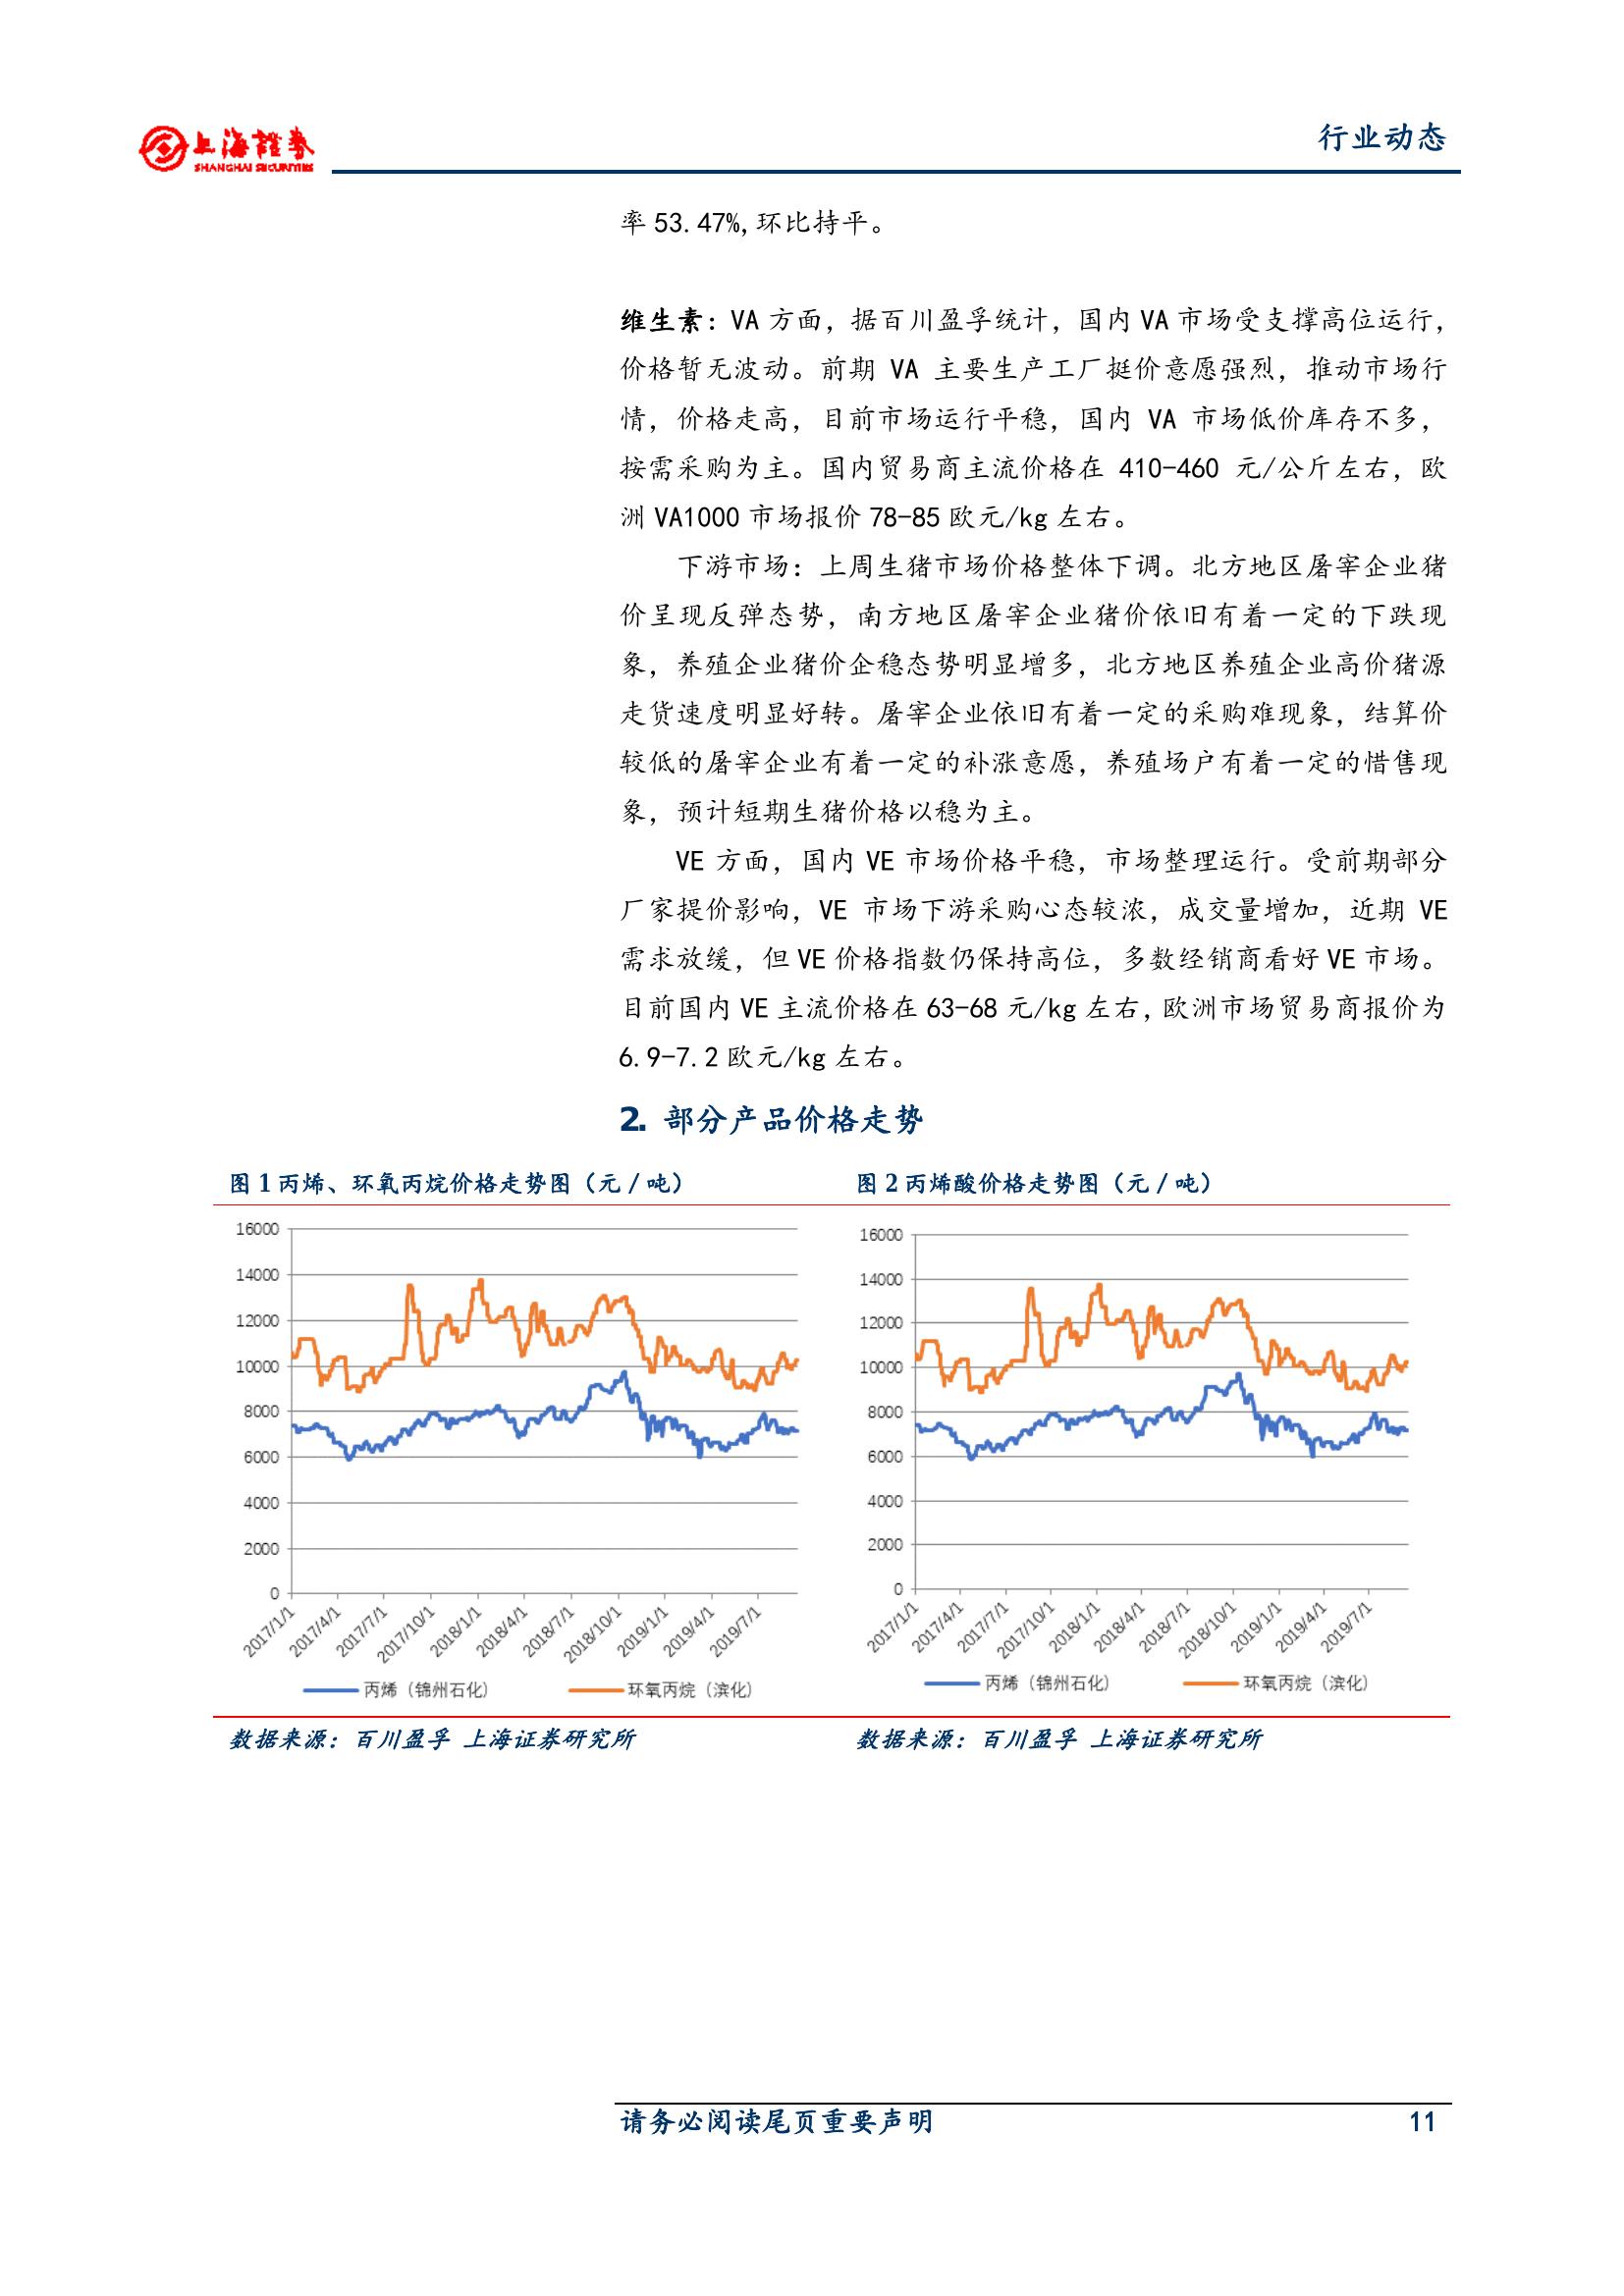 上海證券
SHANGHAI SECURITIES
行业动态
率 53.47%,环比持平。
维生素：VA 方面，据百川盈孚统计，国内 VA 市场受支撑高位运行，
价格暂无波动。前期 VA 主要生产工厂挺价意愿强烈，推动市场行
情，价格走高，目前市场运行平稳，国内 VA 市场低价库存不多，
按需采购为主。国内贸易商主流价格在 410-460 元/公斤左右，欧
洲 VA1000 市场报价 78-85 欧元/kg 左右。
下游市场：上周生猪市场价格整体下调。北方地区屠宰企业猪
价呈现反弹态势，南方地区屠宰企业猪价依旧有着一定的下跌现
象，养殖企业猪价企稳态势明显增多，北方地区养殖企业高价猪源
走货速度明显好转。屠宰企业依旧有着一定的采购难现象，结算价
较低的屠宰企业有着一定的补涨意愿，养殖场户有着一定的惜售现
象，预计短期生猪价格以稳为主。
VE 方面，国内 VE 市场价格平稳，市场整理运行。受前期部分
厂家提价影响，VE 市场下游采购心态较浓，成交量增加，近期 VE
需求放缓，但 VE 价格指数仍保持高位，多数经销商看好 VE 市场。
目前国内 VE 主流价格在 63-68 元/kg 左右,欧洲市场贸易商报价为
6.9-7.2 欧元/kg 左右。
2. 部分产品价格走势
图 1 丙烯、环氧丙烷价格走势图（元/吨）
16000
14000
12000
10000
8000
6000
4000
2000
0
2017/1/1
2017/4/1
2017/7/1
2017/10/1
2018/1/1
2018/4/1
2018/7/1
2018/10/1
2019/1/1
2019/4/1
2019/7/1
丙烯（锦州石化） 环氧丙烷（滨化）
数据来源：百川盈孚 上海证券研究所
图 2 丙烯酸价格走势图（元/吨）
16000
14000
12000
10000
8000
6000
4000
2000
0
2017/1/1
2017/4/1
2017/7/1
2017/10/1
2018/1/1
2018/4/1
2018/7/1
2018/10/1
2019/1/1
2019/4/1
2019/7/1
丙烯（锦州石化） 环氧丙烷（滨化）
数据来源：百川盈孚 上海证券研究所
请务必阅读尾页重要声明 11